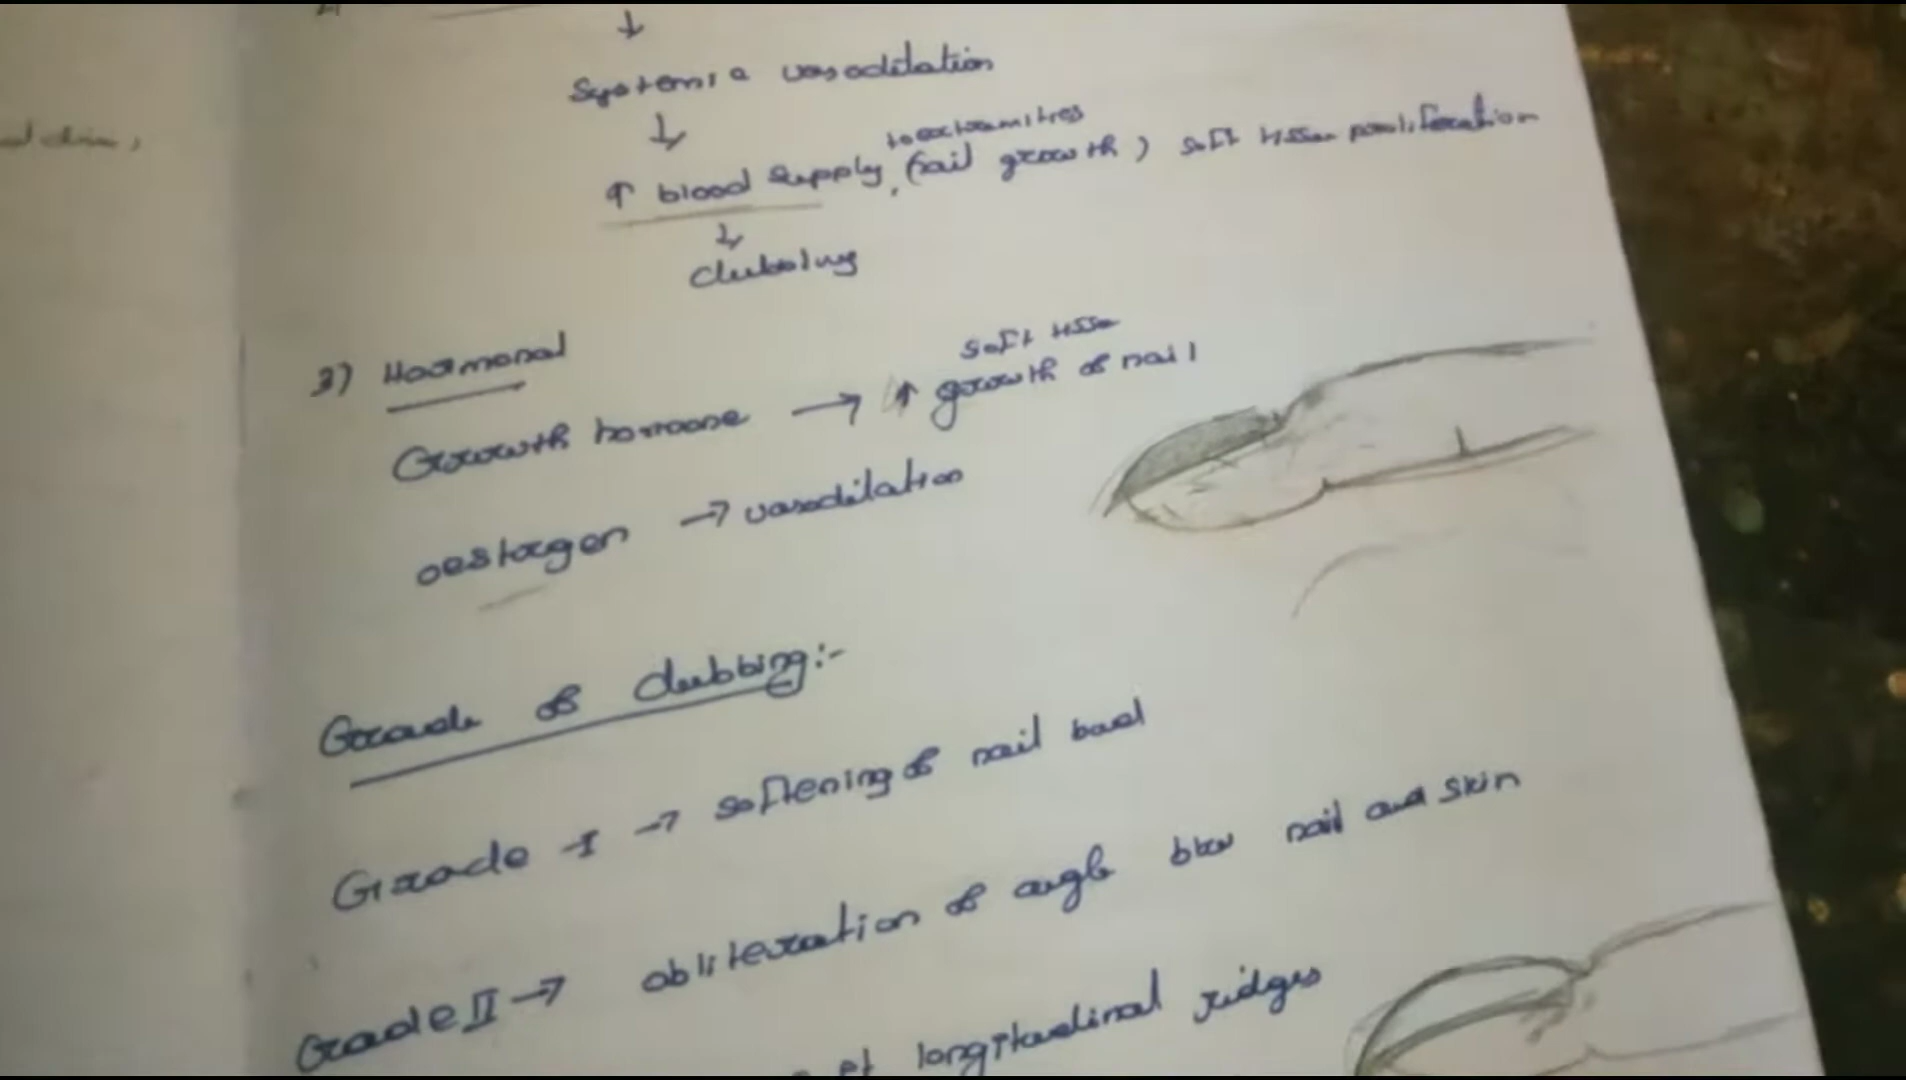 ↓
Systemic vasodilation
↓
to extremites
↑ blood supply, (nail growth) soft tissue proliferation
↓
clubbing
3) Hormonal
soft tissue
Growth hormone → ↑ growth of nail
oestrogen → vasodilation
Grade of clubbing:-
Grade -I → softening of nail bed
Grade II → obliteration of angle btw nail and skin
longitudinal ridges